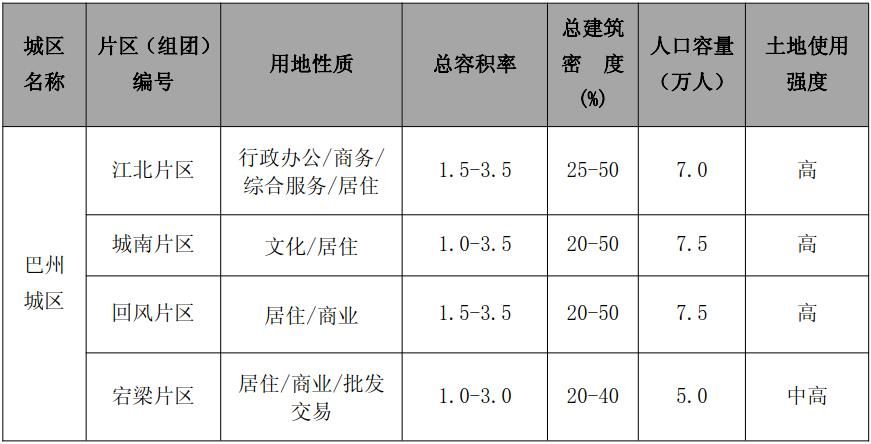 城区名称 片区（组团）编号 用地性质 总容积率 总建筑密 度(%) 人口容量（万人） 土地使用强度
巴州城区 江北片区 行政办公/商务/综合服务/居住 1.5-3.5 25-50 7.0 高
城南片区 文化/居住 1.0-3.5 20-50 7.5 高
回风片区 居住/商业 1.5-3.5 20-50 7.5 高
宕梁片区 居住/商业/批发交易 1.0-3.0 20-40 5.0 中高